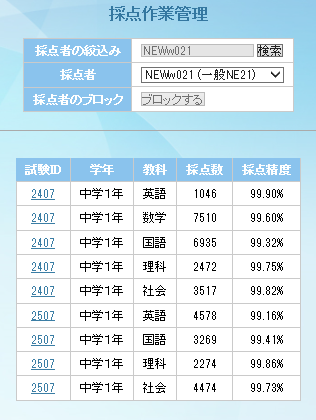 採点作業管理
採点者の絞込み NEWw021 検索
採点者 NEWw021 (一般NE21)
採点者のブロック ブロックする
試験ID 学年 教科 採点数 採点精度
2407 中学1年 英語 1046 99.90%
2407 中学1年 数学 7510 99.60%
2407 中学1年 国語 6935 99.32%
2407 中学1年 理科 2472 99.75%
2407 中学1年 社会 3517 99.82%
2507 中学1年 英語 4578 99.16%
2507 中学1年 国語 3269 99.41%
2507 中学1年 理科 2274 99.86%
2507 中学1年 社会 4474 99.73%